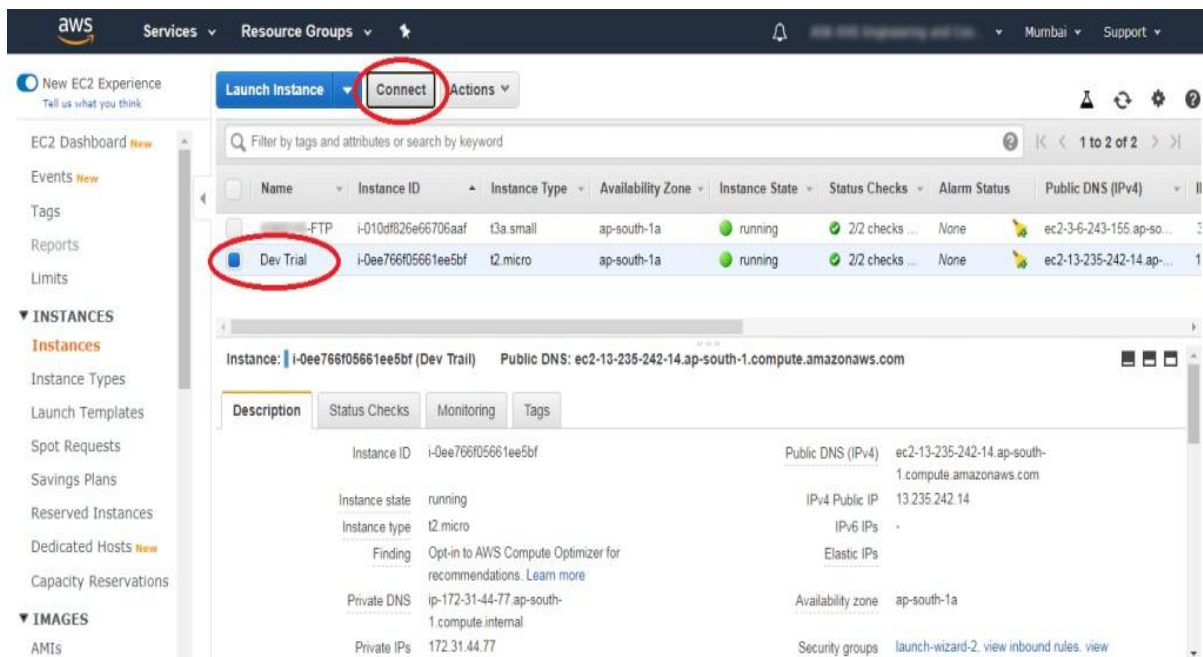 aws Services Resource Groups Mumbai Support
New EC2 Experience
Tell us what you think
Launch Instance Connect Actions
EC2 Dashboard New
Events New
Tags
Reports
Limits
INSTANCES
Instances
Instance Types
Launch Templates
Spot Requests
Savings Plans
Reserved Instances
Dedicated Hosts New
Capacity Reservations
IMAGES
AMIs
Filter by tags and attributes or search by keyword 1 to 2 of 2
Name Instance ID Instance Type Availability Zone Instance State Status Checks Alarm Status Public DNS (IPv4)
-FTP i-010df826e66706aaf t3a.small ap-south-1a running 2/2 checks ... None ec2-3-6-243-155.ap-so...
Dev Trial i-0ee766f05661ee5bf t2.micro ap-south-1a running 2/2 checks ... None ec2-13-235-242-14.ap-...
Instance: i-0ee766f05661ee5bf (Dev Trail) Public DNS: ec2-13-235-242-14.ap-south-1.compute.amazonaws.com
Description Status Checks Monitoring Tags
Instance ID i-0ee766f05661ee5bf
Instance state running
Instance type t2.micro
Finding Opt-in to AWS Compute Optimizer for
recommendations. Learn more
Private DNS ip-172-31-44-77.ap-south-
1.compute.internal
Private IPs 172.31.44.77
Public DNS (IPv4) ec2-13-235-242-14.ap-south-
1.compute.amazonaws.com
IPv4 Public IP 13.235.242.14
IPv6 IPs -
Elastic IPs
Availability zone ap-south-1a
Security groups launch-wizard-2. view inbound rules. view